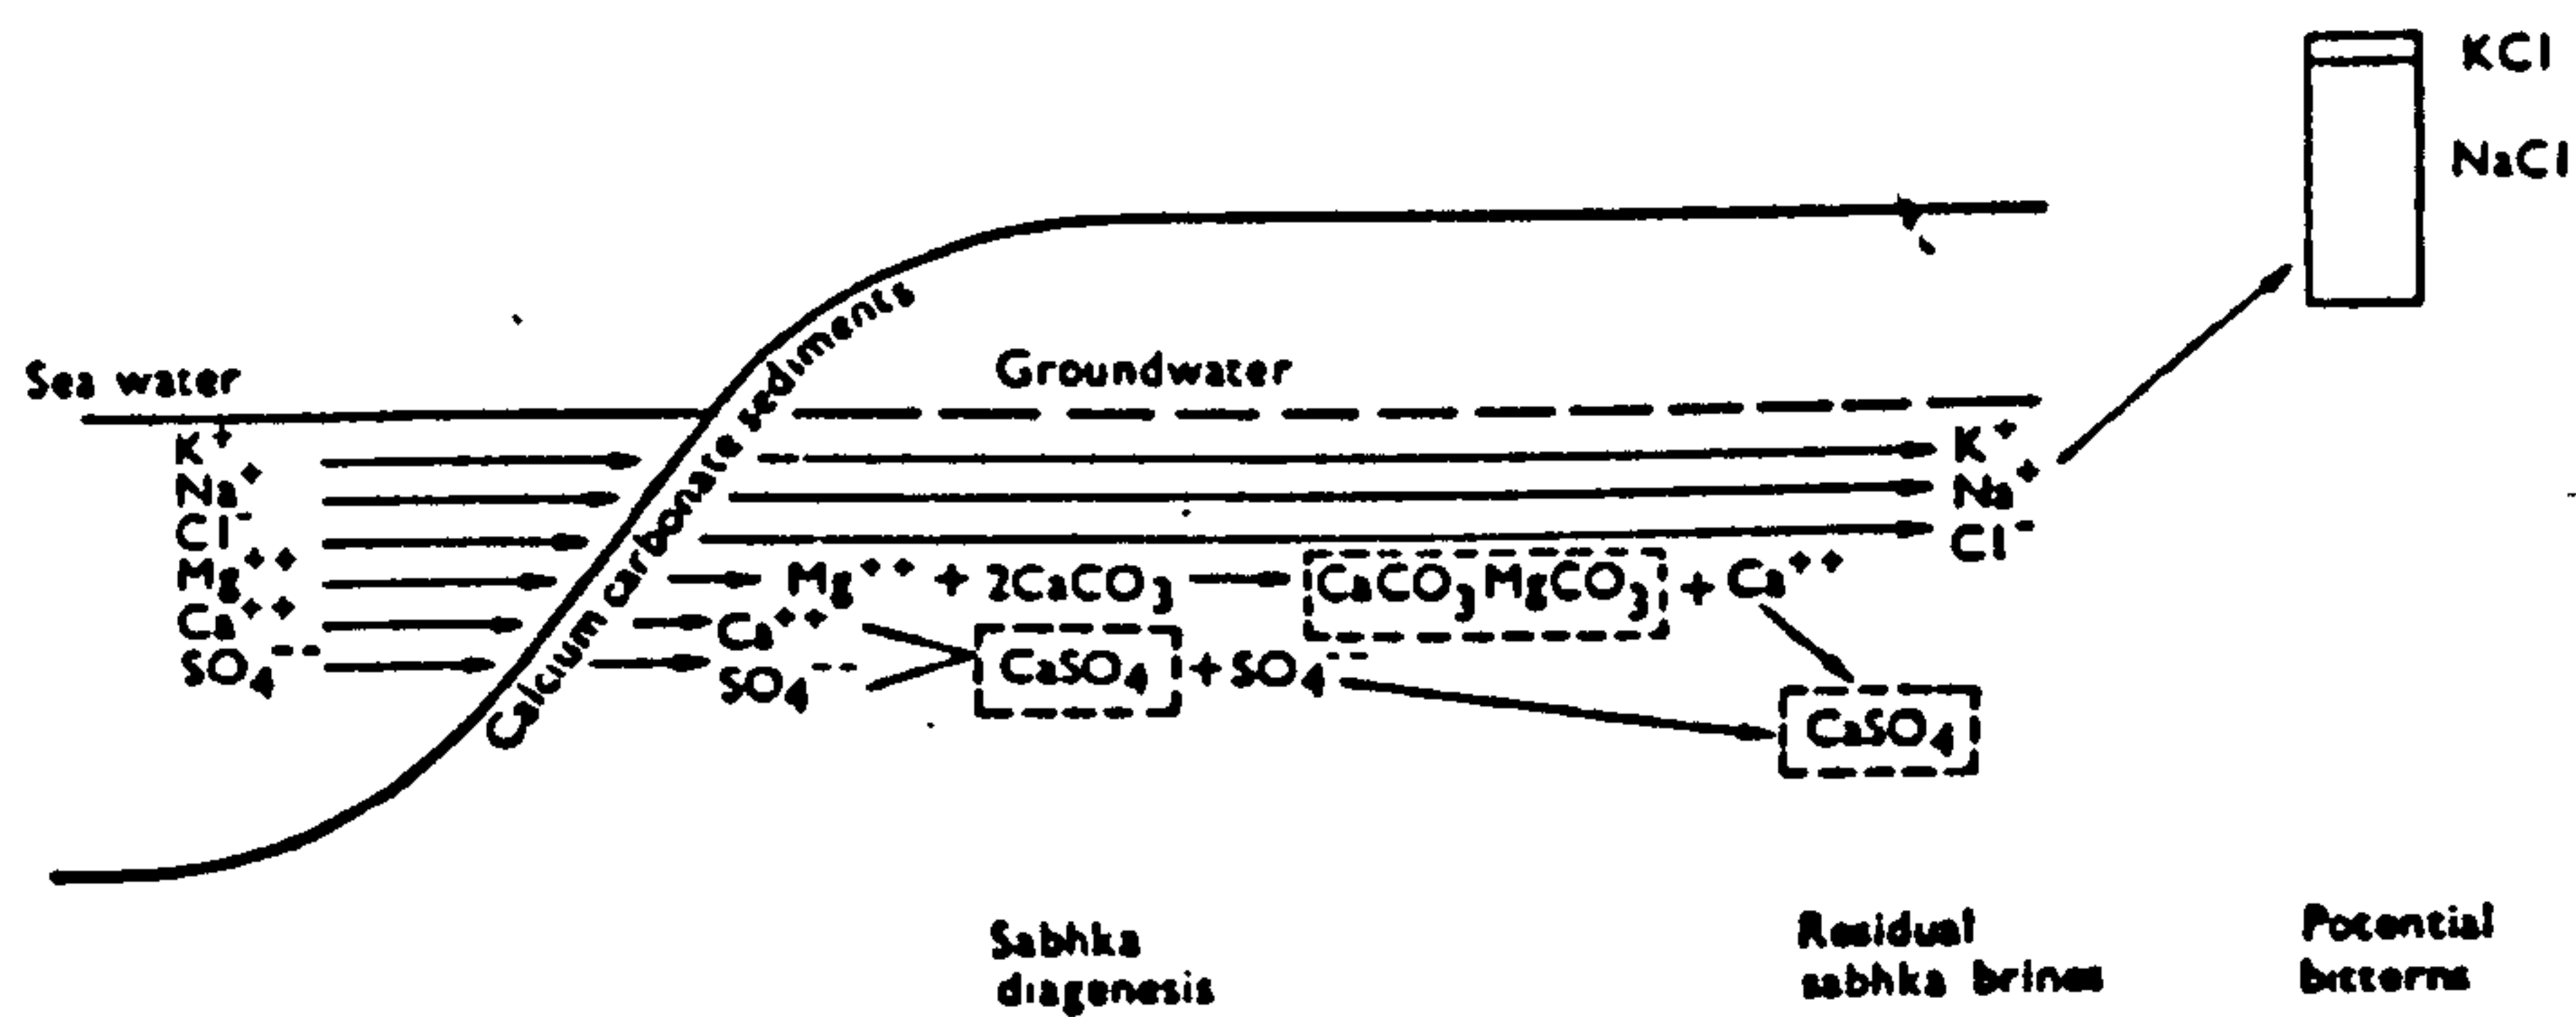 KCl
NaCl
Sea water
Groundwater
Calcium carbonate sediments
K⁺
Na⁺
Cl⁻
Mg⁺⁺
Ca⁺⁺
SO₄⁻⁻
K⁺
Na⁺
Cl⁻
Mg⁺⁺ + 2CaCO₃ → CaCO₃MgCO₃ + Ca⁺⁺
Ca⁺⁺
SO₄⁻⁻
CaSO₄ + SO₄⁻⁻
CaSO₄
Sabhka
diagenesis
Residual
sabhka brines
Potential
bitterns